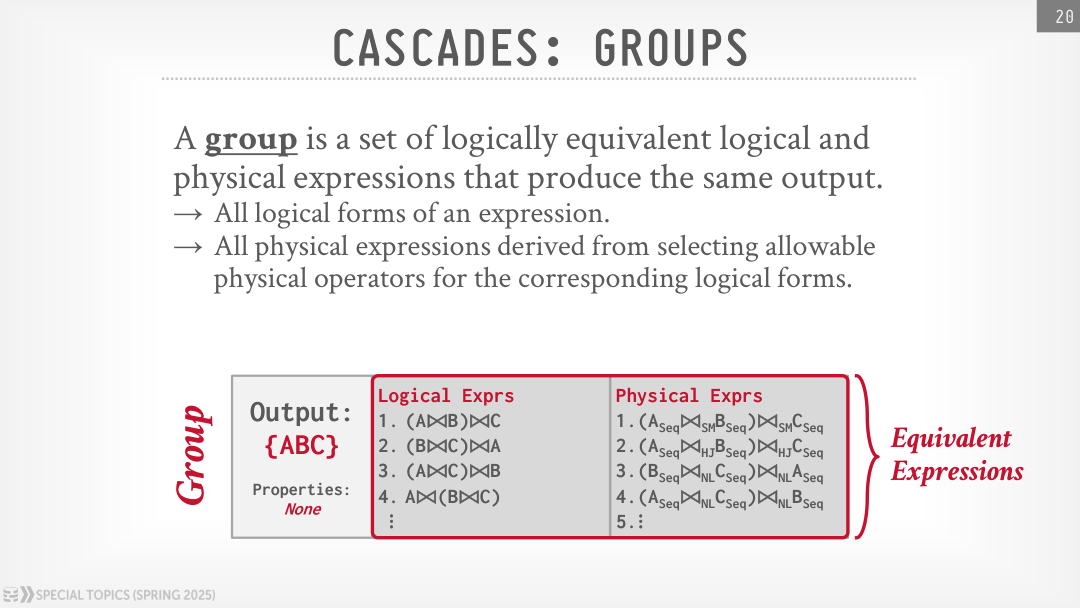 20
CASCADES: GROUPS
A group is a set of logically equivalent logical and
physical expressions that produce the same output.
→ All logical forms of an expression.
→ All physical expressions derived from selecting allowable
physical operators for the corresponding logical forms.
Group
Output:
{ABC}
Properties:
None
Logical Exprs
1. (A⋈B)⋈C
2. (B⋈C)⋈A
3. (A⋈C)⋈B
4. A⋈(B⋈C)
⋮
Physical Exprs
1.(ASeq⋈SMBSeq)⋈SMCSeq
2.(ASeq⋈HJBSeq)⋈HJCSeq
3.(BSeq⋈NLCSeq)⋈NLASeq
4.(ASeq⋈NLCSeq)⋈NLBSeq
5.⋮
Equivalent
Expressions
SPECIAL TOPICS (SPRING 2025)